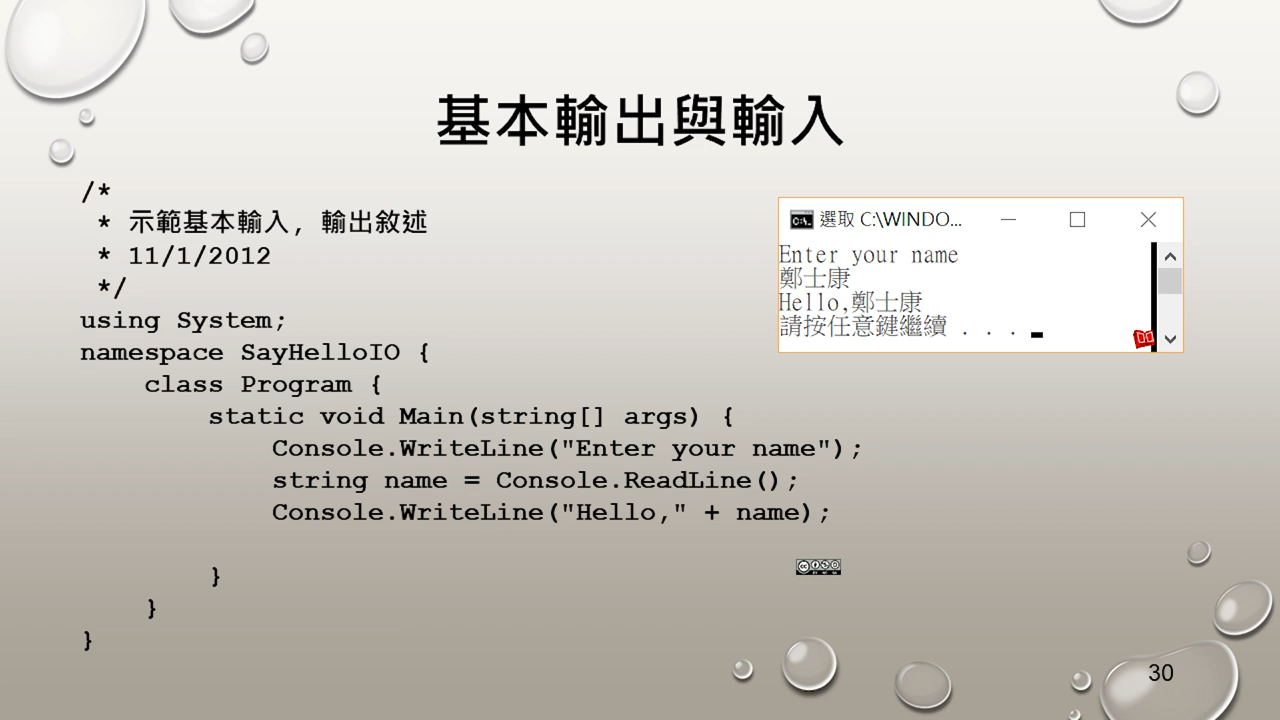 基本輸出與輸入
/*
 * 示範基本輸入, 輸出敘述
 * 11/1/2012
 */
using System;
namespace SayHelloIO {
    class Program {
        static void Main(string[] args) {
            Console.WriteLine("Enter your name");
            string name = Console.ReadLine();
            Console.WriteLine("Hello," + name);
        }
    }
}
選取 C:\WINDO...
Enter your name
鄭士康
Hello,鄭士康
請按任意鍵繼續 . . .
30